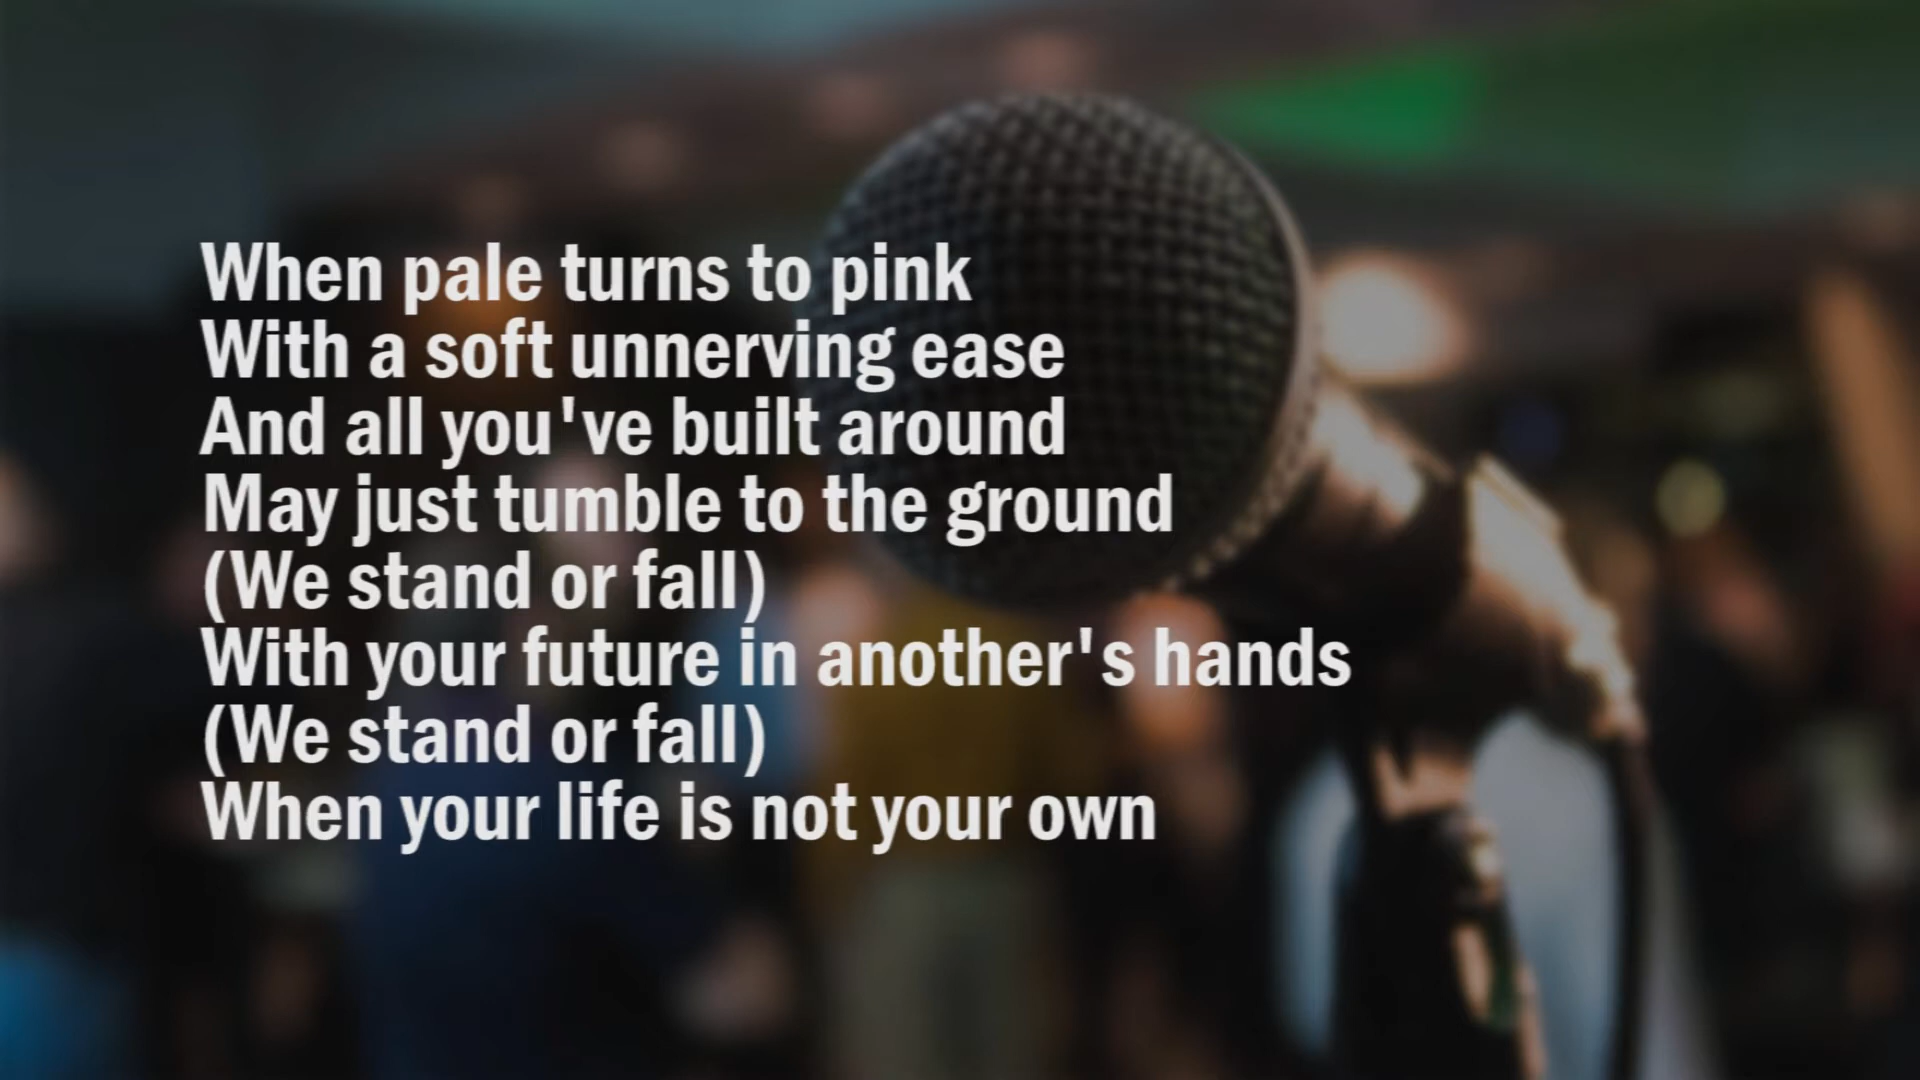 When pale turns to pink
With a soft unnerving ease
And all you've built around
May just tumble to the ground
(We stand or fall)
With your future in another's hands
(We stand or fall)
When your life is not your own